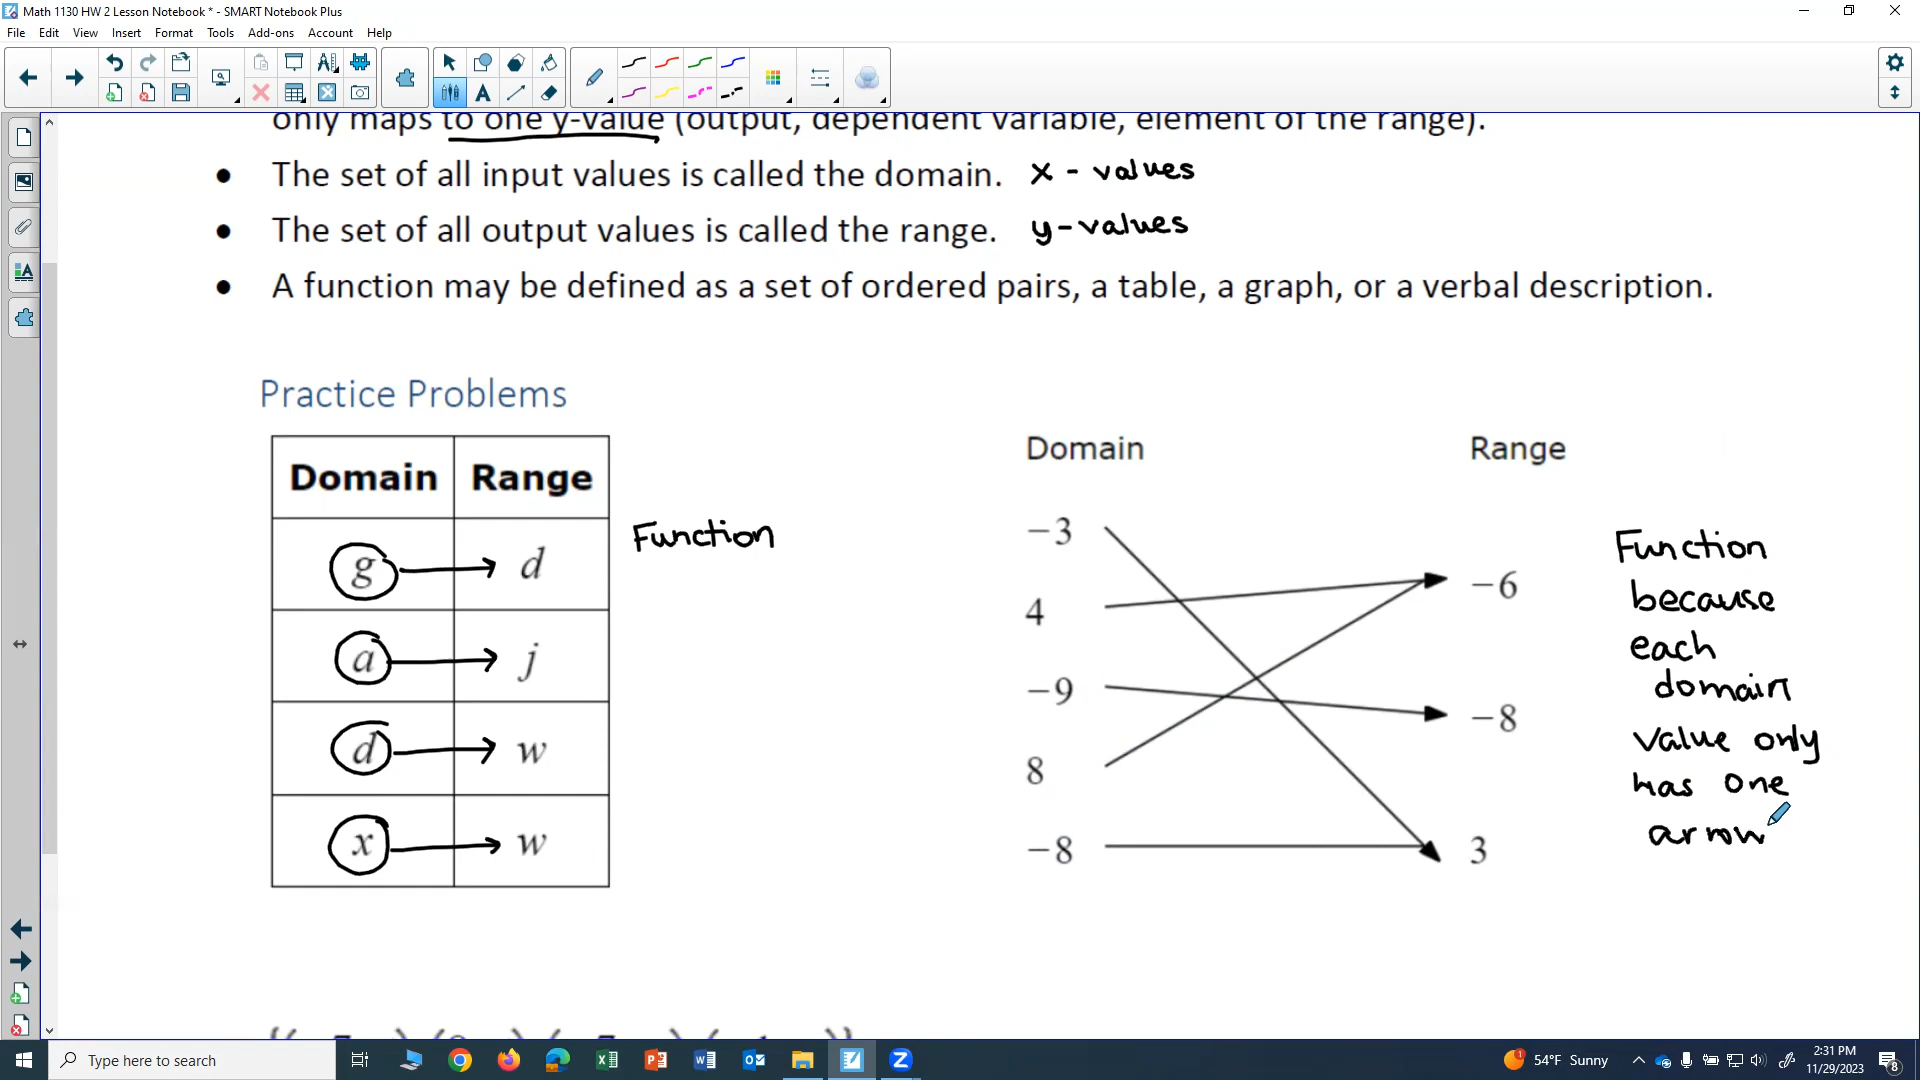 Math 1130 HW 2 Lesson Notebook * - SMART Notebook Plus
File Edit View Insert Format Tools Add-ons Account Help
only maps to one y-value (output, dependent variable, element of the range).
• The set of all input values is called the domain. x - values
• The set of all output values is called the range. y-values
• A function may be defined as a set of ordered pairs, a table, a graph, or a verbal description.
Practice Problems
Domain Range
g d
a j
d w
x w
Function
Domain Range
-3
4
-9
8
-8
-6
-8
3
Function
because
each
domain
value only
has one
arrow
Type here to search
54°F Sunny
2:31 PM
11/29/2023
8